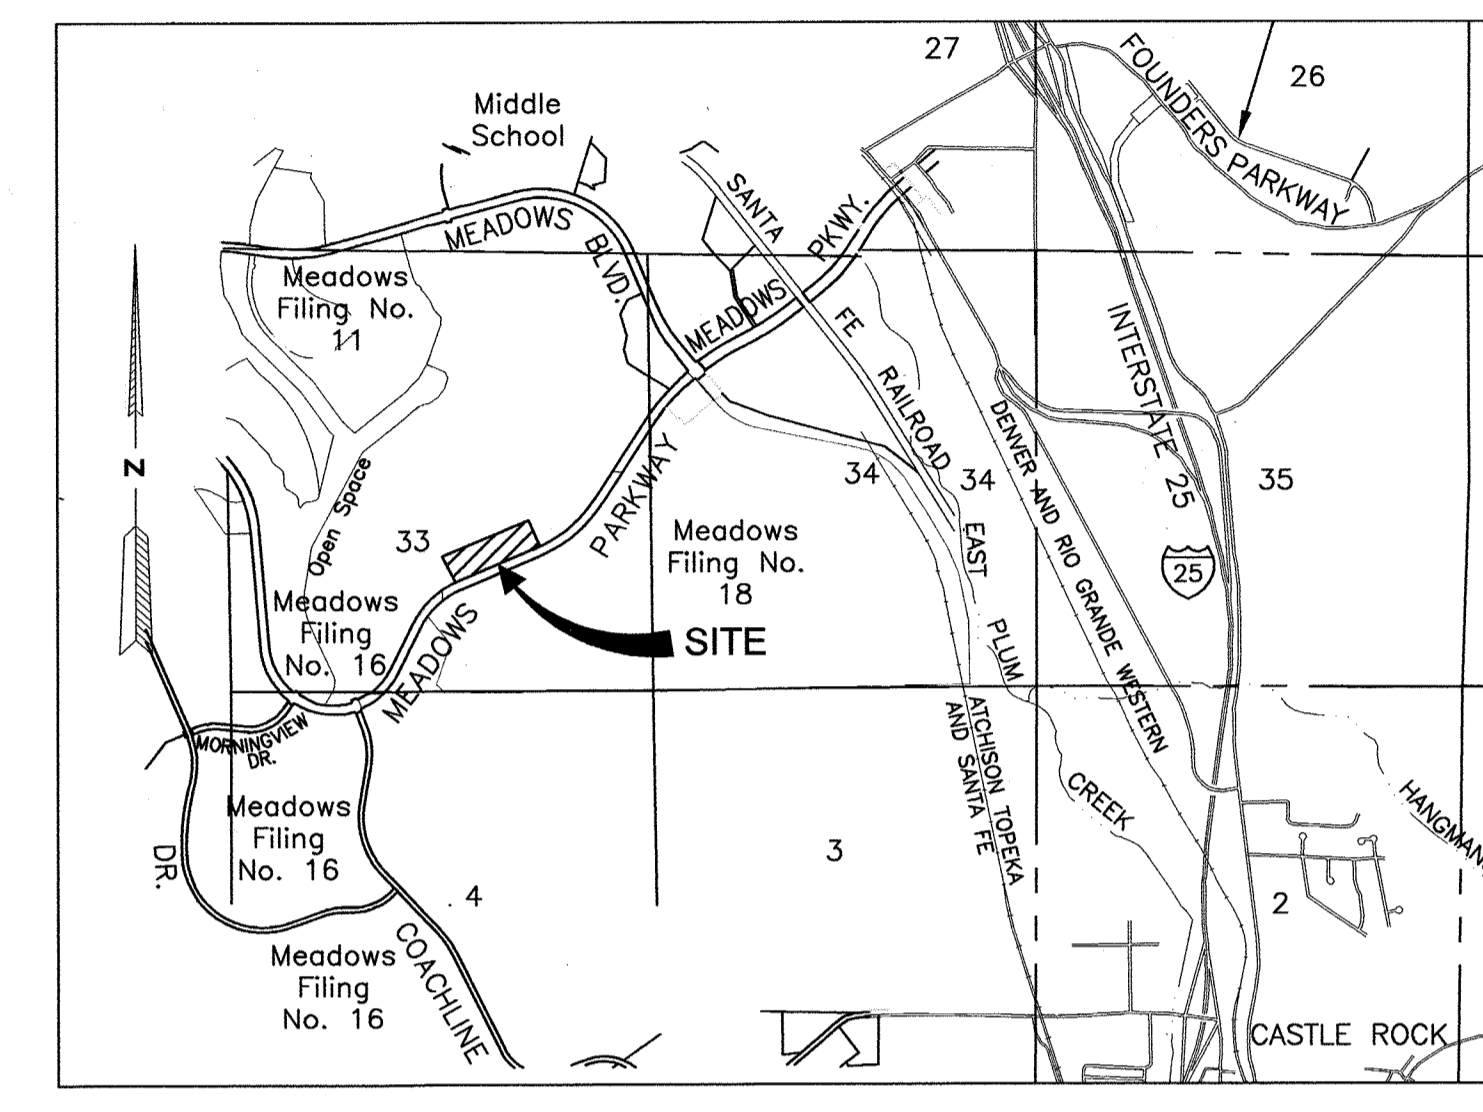 27
26
FOUNDERS PARKWAY
Middle
School
MEADOWS
BLVD.
SANTA
FE
RAILROAD
MEADOWS
PKWY.
Meadows
Filing No.
11
INTERSTATE 25
25
N
Open Space
33
PARKWAY
34
34
35
DENVER AND RIO GRANDE WESTERN
EAST
PLUM
CREEK
Meadows
Filing No.
18
SITE
Meadows
Filing
No. 16
MEADOWS
MORNINGVIEW
DR.
ATCHISON TOPEKA
AND SANTA FE
Meadows
Filing
No. 16
DR.
3
4
2
COACHLINE
Meadows
Filing
No. 16
CASTLE ROCK